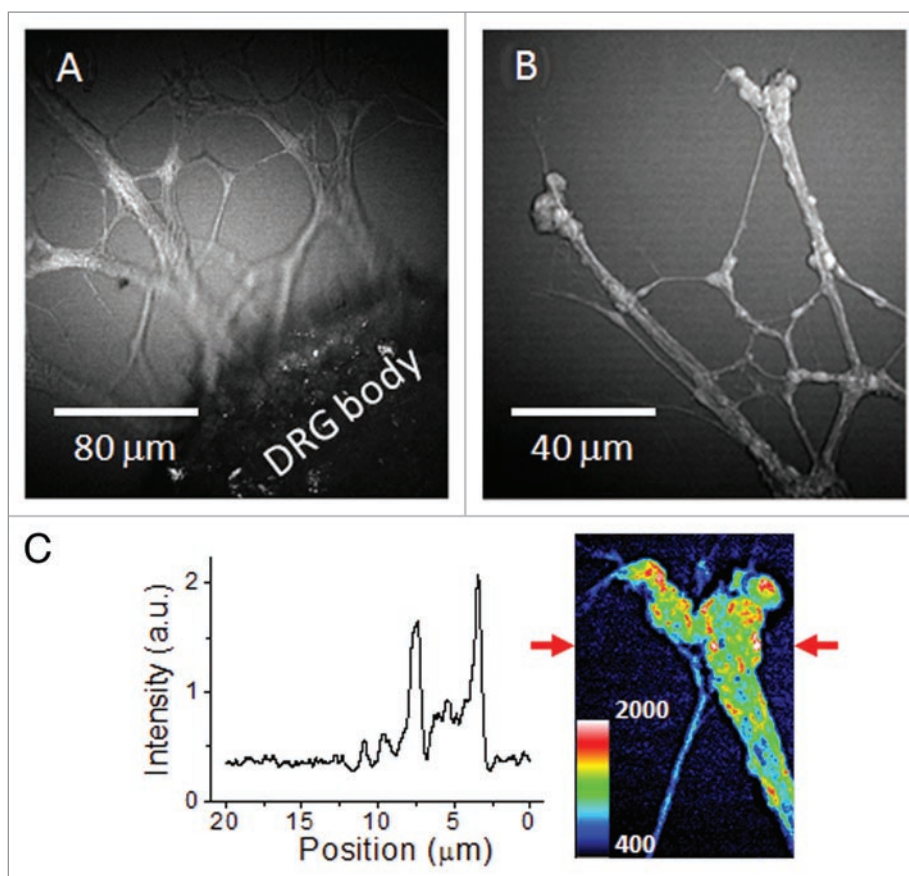 A
DRG body
80 μm
B
40 μm
C
Intensity (a.u.)
2
1
0
20 15 10 5 0
Position (μm)
2000
400